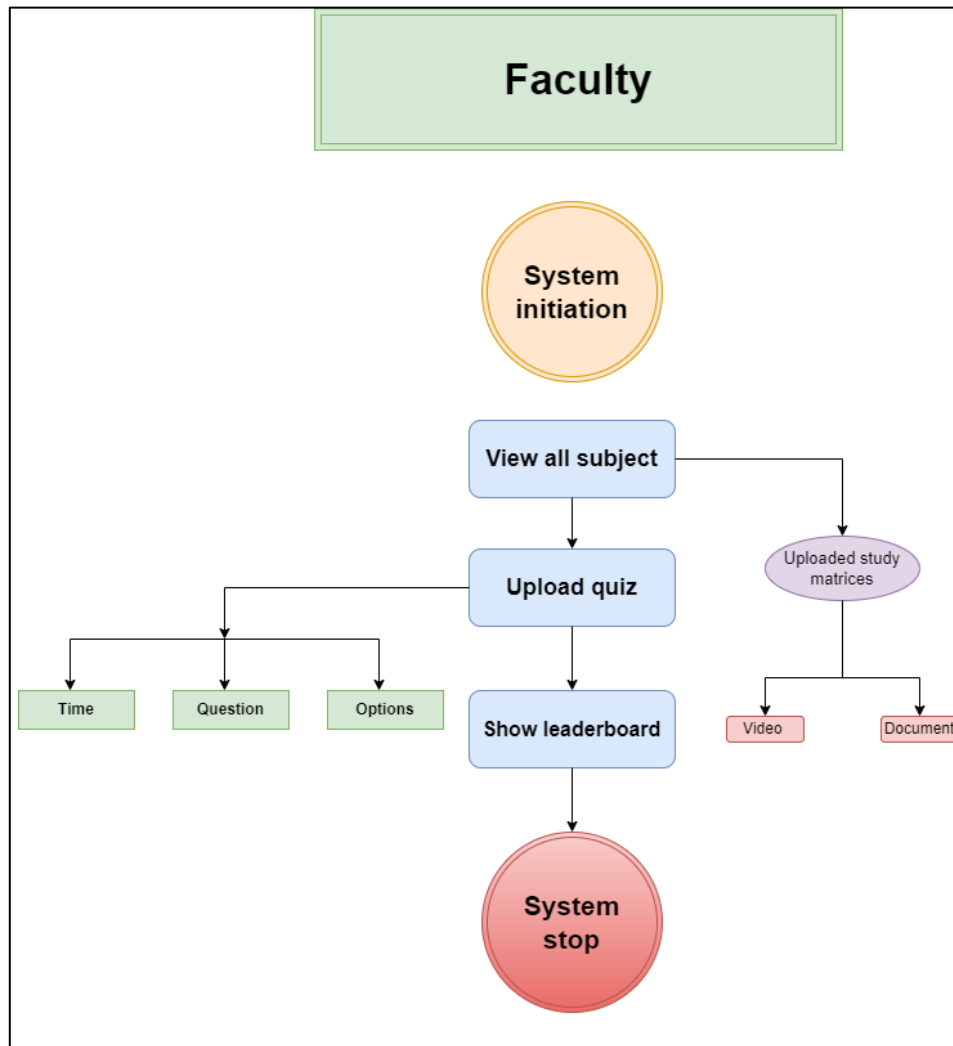 Faculty
System
initiation
View all subject
Uploaded study
matrices
Upload quiz
Time
Question
Options
Show leaderboard
Video
Document
System
stop